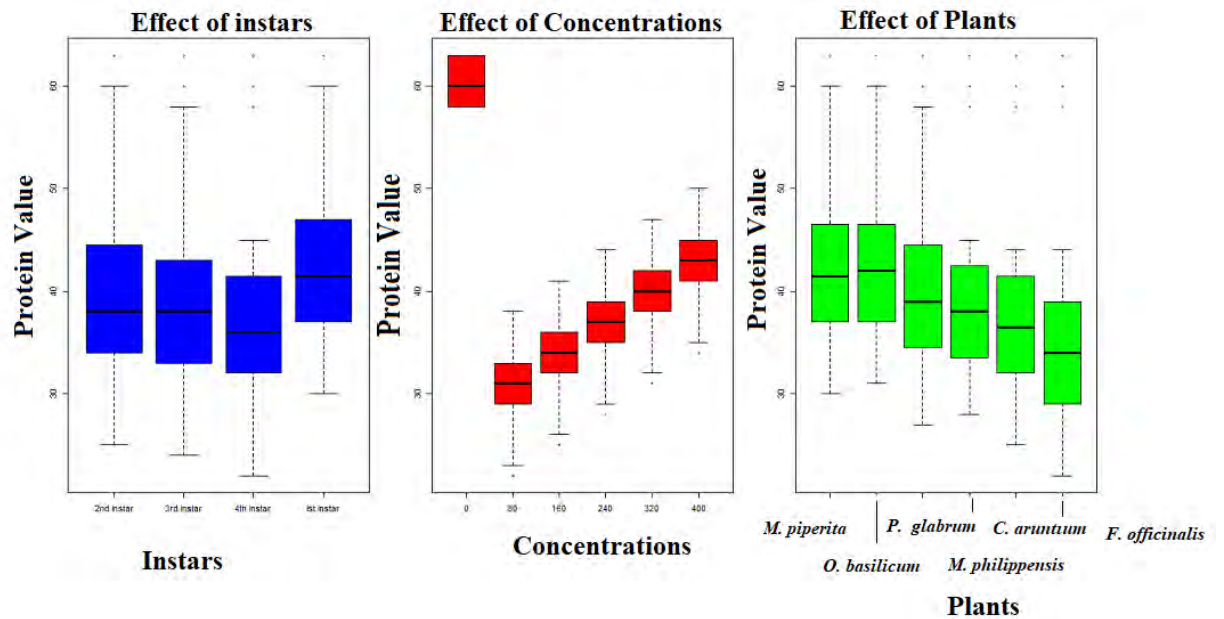 Effect of instars
Effect of Concentrations
Effect of Plants
Protein Value
60
50
40
30
2nd instar
3rd instar
4th instar
Ist instar
Instars
Protein Value
60
50
40
30
0
80
160
240
320
400
Concentrations
Protein Value
60
50
40
30
M. piperita
P. glabrum
C. aruntium
F. officinalis
O. basilicum
M. philippensis
Plants